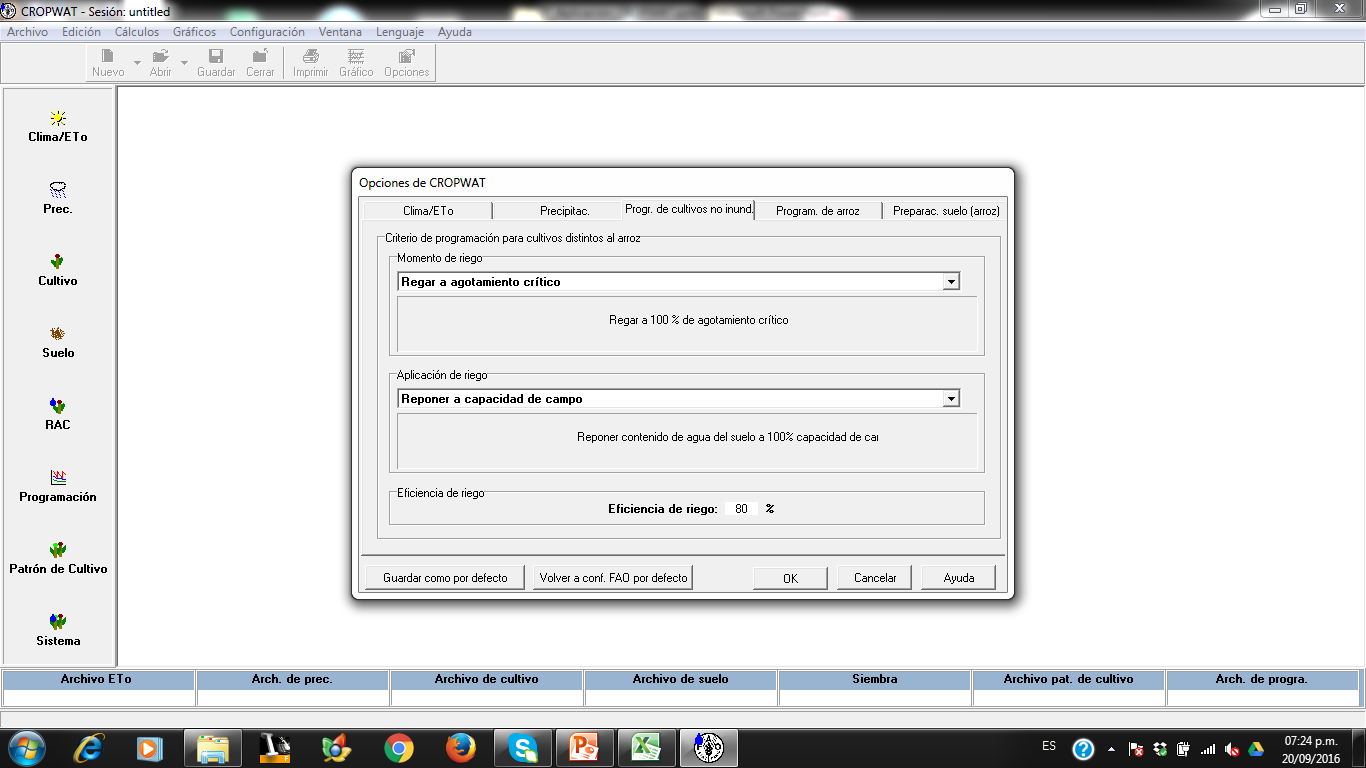 CROPWAT - Sesión: untitled
Archivo Edición Cálculos Gráficos Configuración Ventana Lenguaje Ayuda
Nuevo Abrir Guardar Cerrar Imprimir Gráfico Opciones
Clima/ETo
Prec.
Cultivo
Suelo
RAC
Programación
Patrón de Cultivo
Sistema
Opciones de CROPWAT
Clima/ETo Precipitac. Progr. de cultivos no inund. Program. de arroz Preparac. suelo (arroz)
Criterio de programación para cultivos distintos al arroz
Momento de riego
Regar a agotamiento crítico
Regar a 100 % de agotamiento crítico
Aplicación de riego
Reponer a capacidad de campo
Reponer contenido de agua del suelo a 100% capacidad de car
Eficiencia de riego
Eficiencia de riego: 80 %
Guardar como por defecto Volver a conf. FAO por defecto OK Cancelar Ayuda
Archivo ETo Arch. de prec. Archivo de cultivo Archivo de suelo Siembra Archivo pat. de cultivo Arch. de progra.
ES
07:24 p.m.
20/09/2016